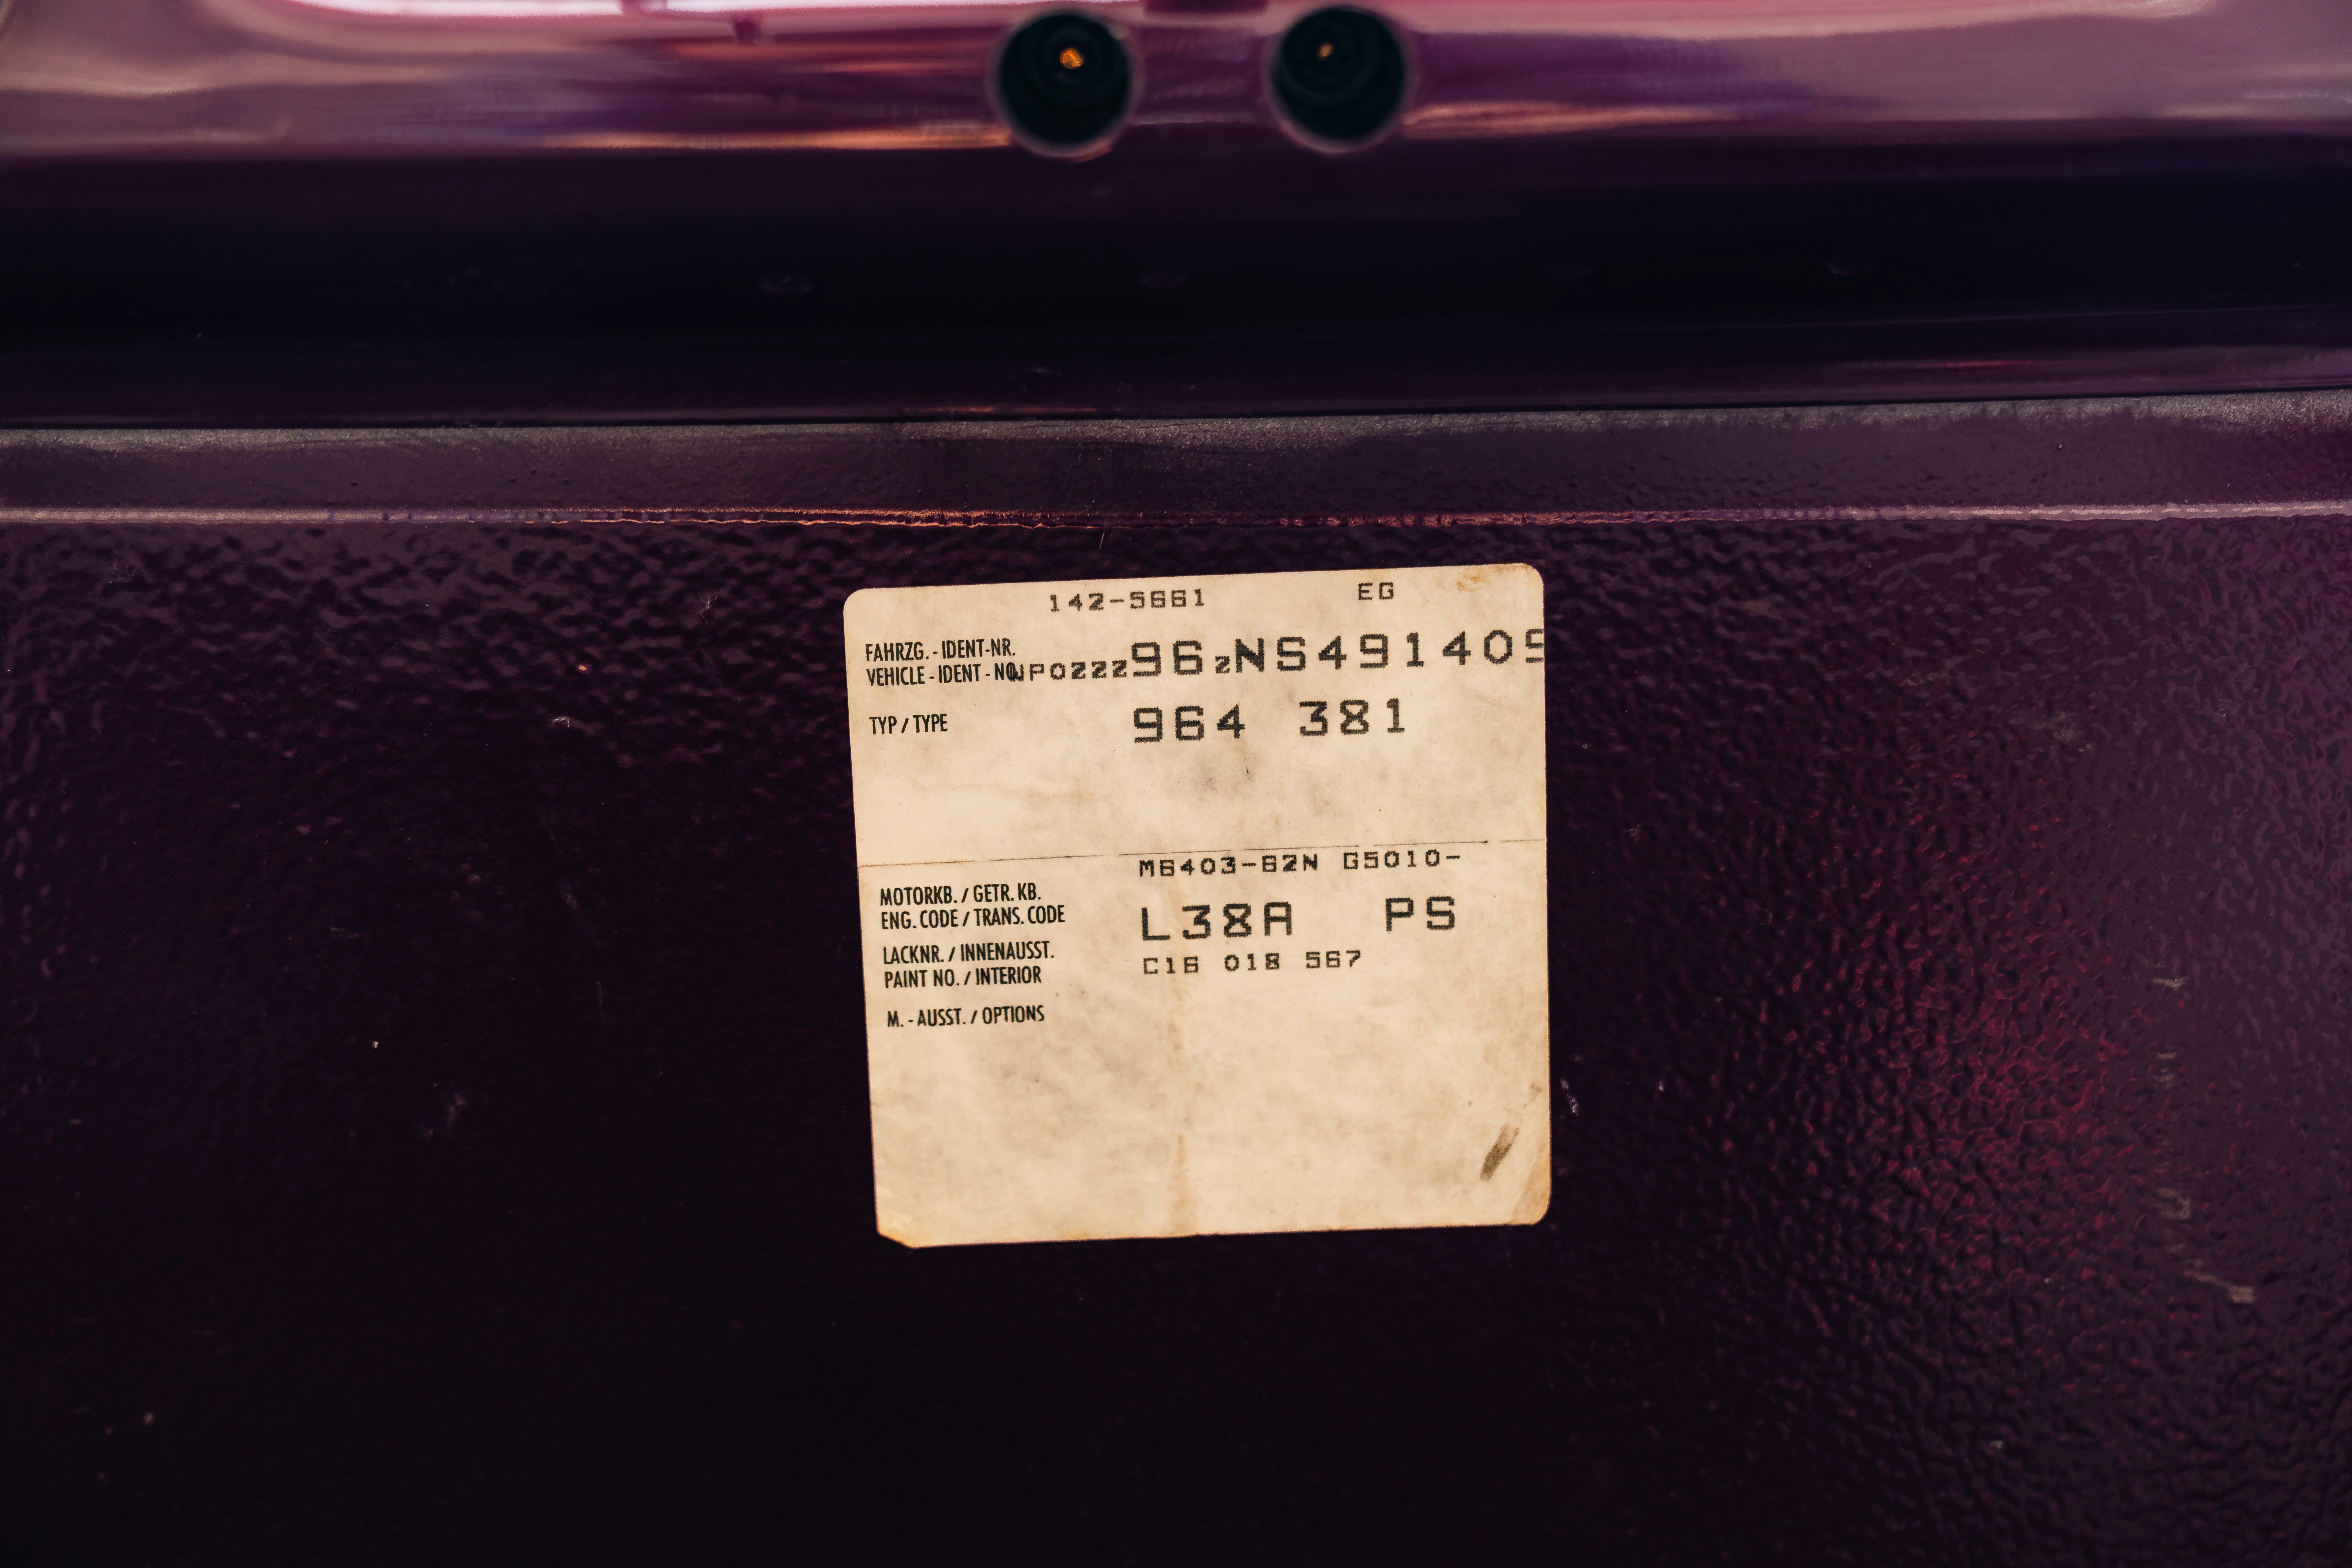 142-5661 EG
FAHRZG. - IDENT-NR.
VEHICLE - IDENT - NO. WP0ZZZ96ZNS491409
TYP / TYPE 964 381
M6403-62N G5010-
MOTORKB. / GETR. KB.
ENG. CODE / TRANS. CODE L38A PS
LACKNR. / INNENAUSST.
PAINT NO. / INTERIOR C16 018 567
M. - AUSST. / OPTIONS